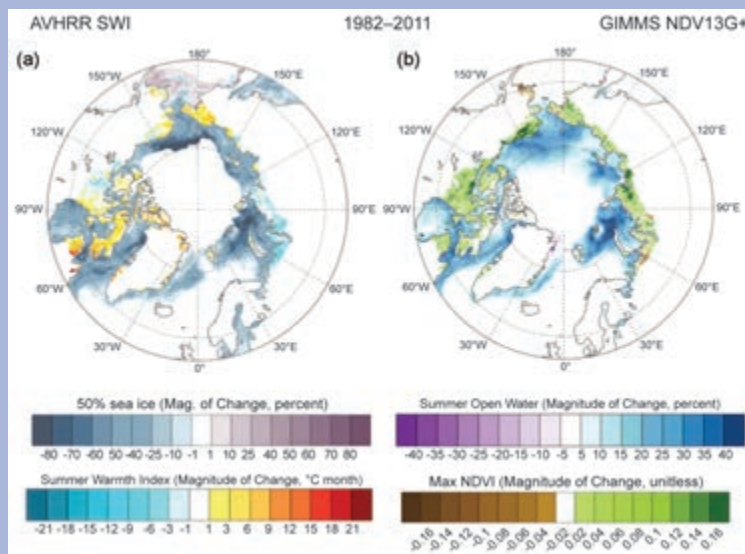 AVHRR SWI 1982–2011 GIMMS NDV13G+
(a) (b)
180°
150°W 150°E
120°W 120°E
90°W 90°E
60°W 60°E
30°W 30°E
0°
180°
150°W 150°E
120°W 120°E
90°W 90°E
60°W 60°E
30°W 30°E
0°
50% sea ice (Mag. of Change, percent)
-80 -70 -60 -50 -40 -25 -10 -1 1 10 25 40 50 60 70 80
Summer Warmth Index (Magnitude of Change, °C month)
-21 -18 -15 -12 -9 -6 -3 -1 1 3 6 9 12 15 18 21
Summer Open Water (Magnitude of Change, percent)
-40 -35 -30 -25 -20 -15 -10 -5 5 10 15 20 25 30 35 40
Max NDVI (Magnitude of Change, unitless)
-0.16 -0.14 -0.12 -0.1 -0.08 -0.06 -0.04 -0.02 0.02 0.04 0.06 0.08 0.1 0.12 0.14 0.16